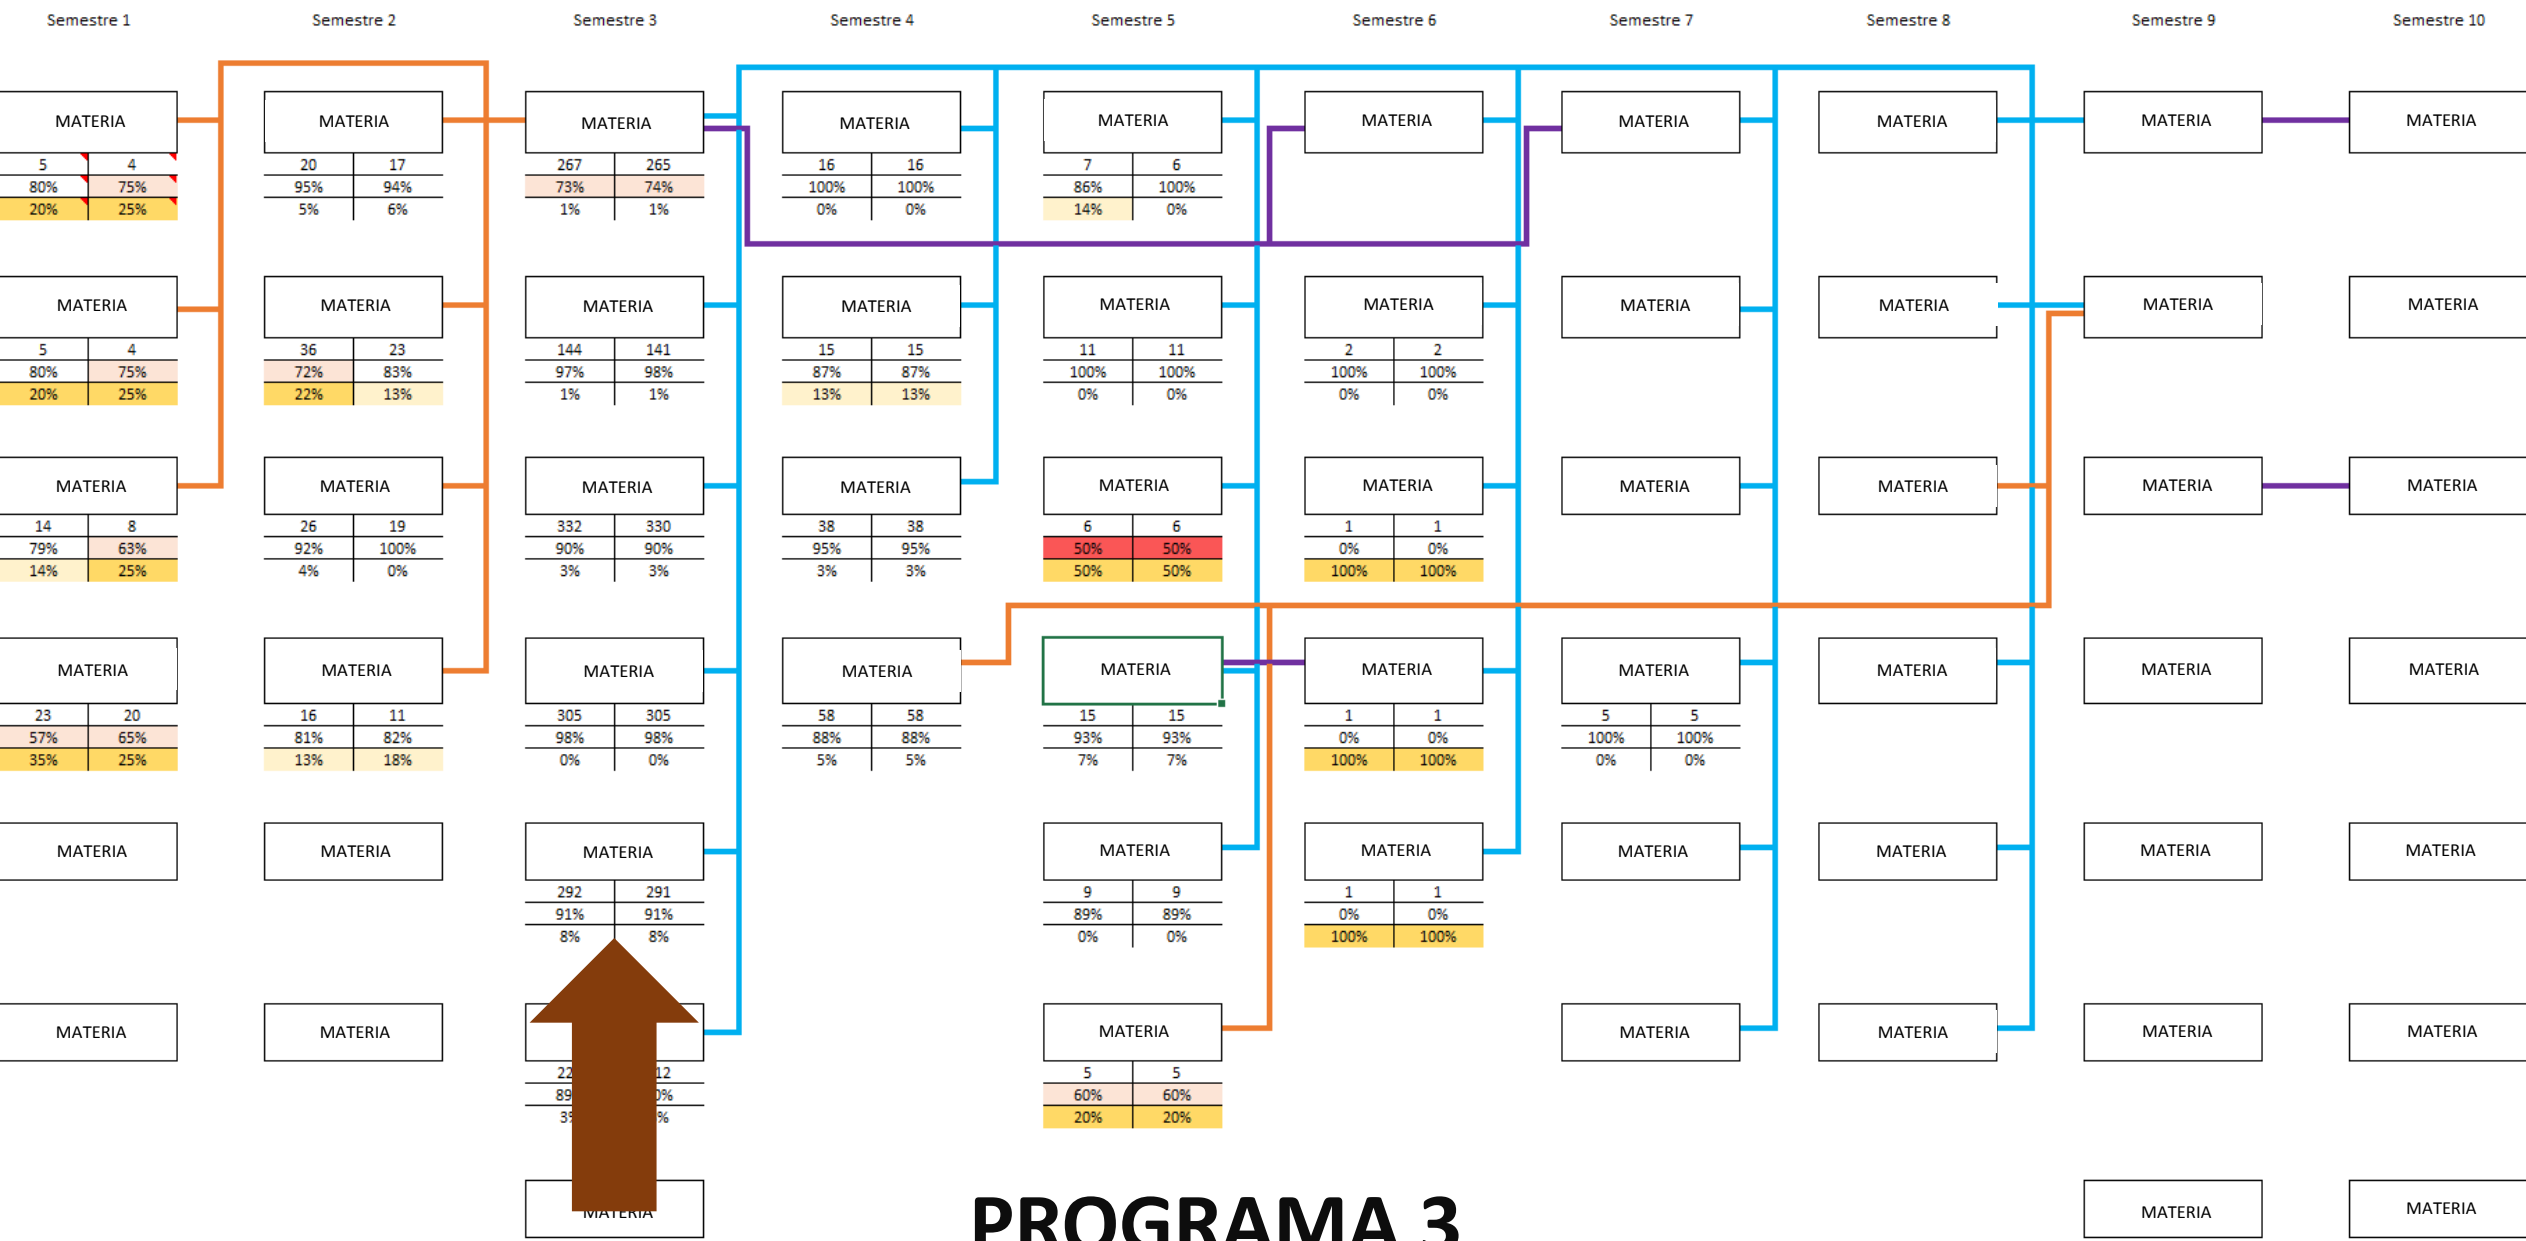 Semestre 1 Semestre 2 Semestre 3 Semestre 4 Semestre 5 Semestre 6 Semestre 7 Semestre 8 Semestre 9 Semestre 10
MATERIA MATERIA MATERIA MATERIA MATERIA MATERIA MATERIA MATERIA MATERIA MATERIA
5 4 20 17 267 265 16 16 7 6
80% 75% 95% 94% 73% 74% 100% 100% 86% 100%
20% 25% 5% 6% 1% 1% 0% 0% 14% 0%
MATERIA MATERIA MATERIA MATERIA MATERIA MATERIA MATERIA MATERIA MATERIA MATERIA
5 4 36 23 144 141 15 15 11 11 2 2
80% 75% 72% 83% 97% 98% 87% 87% 100% 100% 100% 100%
20% 25% 22% 13% 1% 1% 13% 13% 0% 0% 0% 0%
MATERIA MATERIA MATERIA MATERIA MATERIA MATERIA MATERIA MATERIA MATERIA MATERIA
14 8 26 19 332 330 38 38 6 6 1 1
79% 63% 92% 100% 90% 90% 95% 95% 50% 50% 0% 0%
14% 25% 4% 0% 3% 3% 3% 3% 50% 50% 100% 100%
MATERIA MATERIA MATERIA MATERIA MATERIA MATERIA MATERIA MATERIA MATERIA MATERIA
23 20 16 11 305 305 58 58 15 15 1 1 5 5
57% 65% 81% 82% 98% 98% 88% 88% 93% 93% 0% 0% 100% 100%
35% 25% 13% 18% 0% 0% 5% 5% 7% 7% 100% 100% 0% 0%
MATERIA MATERIA MATERIA MATERIA MATERIA MATERIA MATERIA MATERIA MATERIA
292 291 9 9 1 1
91% 91% 89% 89% 0% 0%
8% 8% 0% 0% 100% 100%
MATERIA MATERIA MATERIA MATERIA MATERIA MATERIA MATERIA
5 5
60% 60%
20% 20%
MATERIA MATERIA MATERIA
PROGRAMA 3